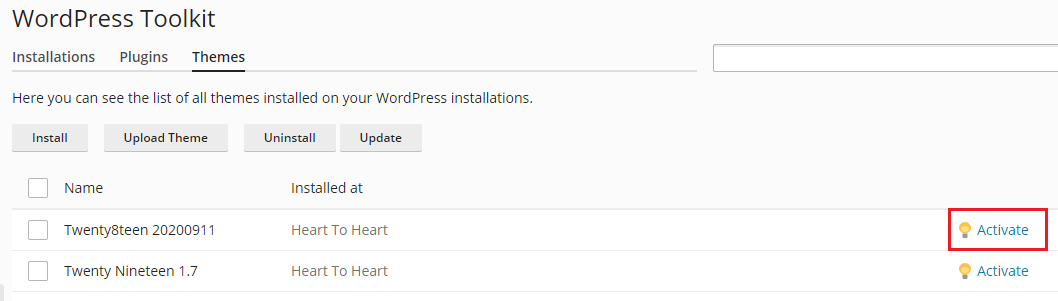 WordPress Toolkit
Installations Plugins Themes
Here you can see the list of all themes installed on your WordPress installations.
Install Upload Theme Uninstall Update
Name Installed at
Twenty8teen 20200911 Heart To Heart Activate
Twenty Nineteen 1.7 Heart To Heart Activate